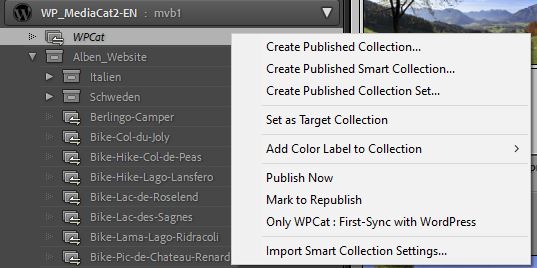 WP_MediaCat2-EN : mvb1
WPCat
Alben_Website
Italien
Schweden
Berlingo-Camper
Bike-Col-du-Joly
Bike-Hike-Col-de-Peas
Bike-Hike-Lago-Lansfero
Bike-Lac-de-Roselend
Bike-Lac-des-Sagnes
Bike-Lama-Lago-Ridracoli
Bike-Pic-de-Chateau-Renard
Create Published Collection...
Create Published Smart Collection...
Create Published Collection Set...
Set as Target Collection
Add Color Label to Collection
Publish Now
Mark to Republish
Only WPCat : First-Sync with WordPress
Import Smart Collection Settings...